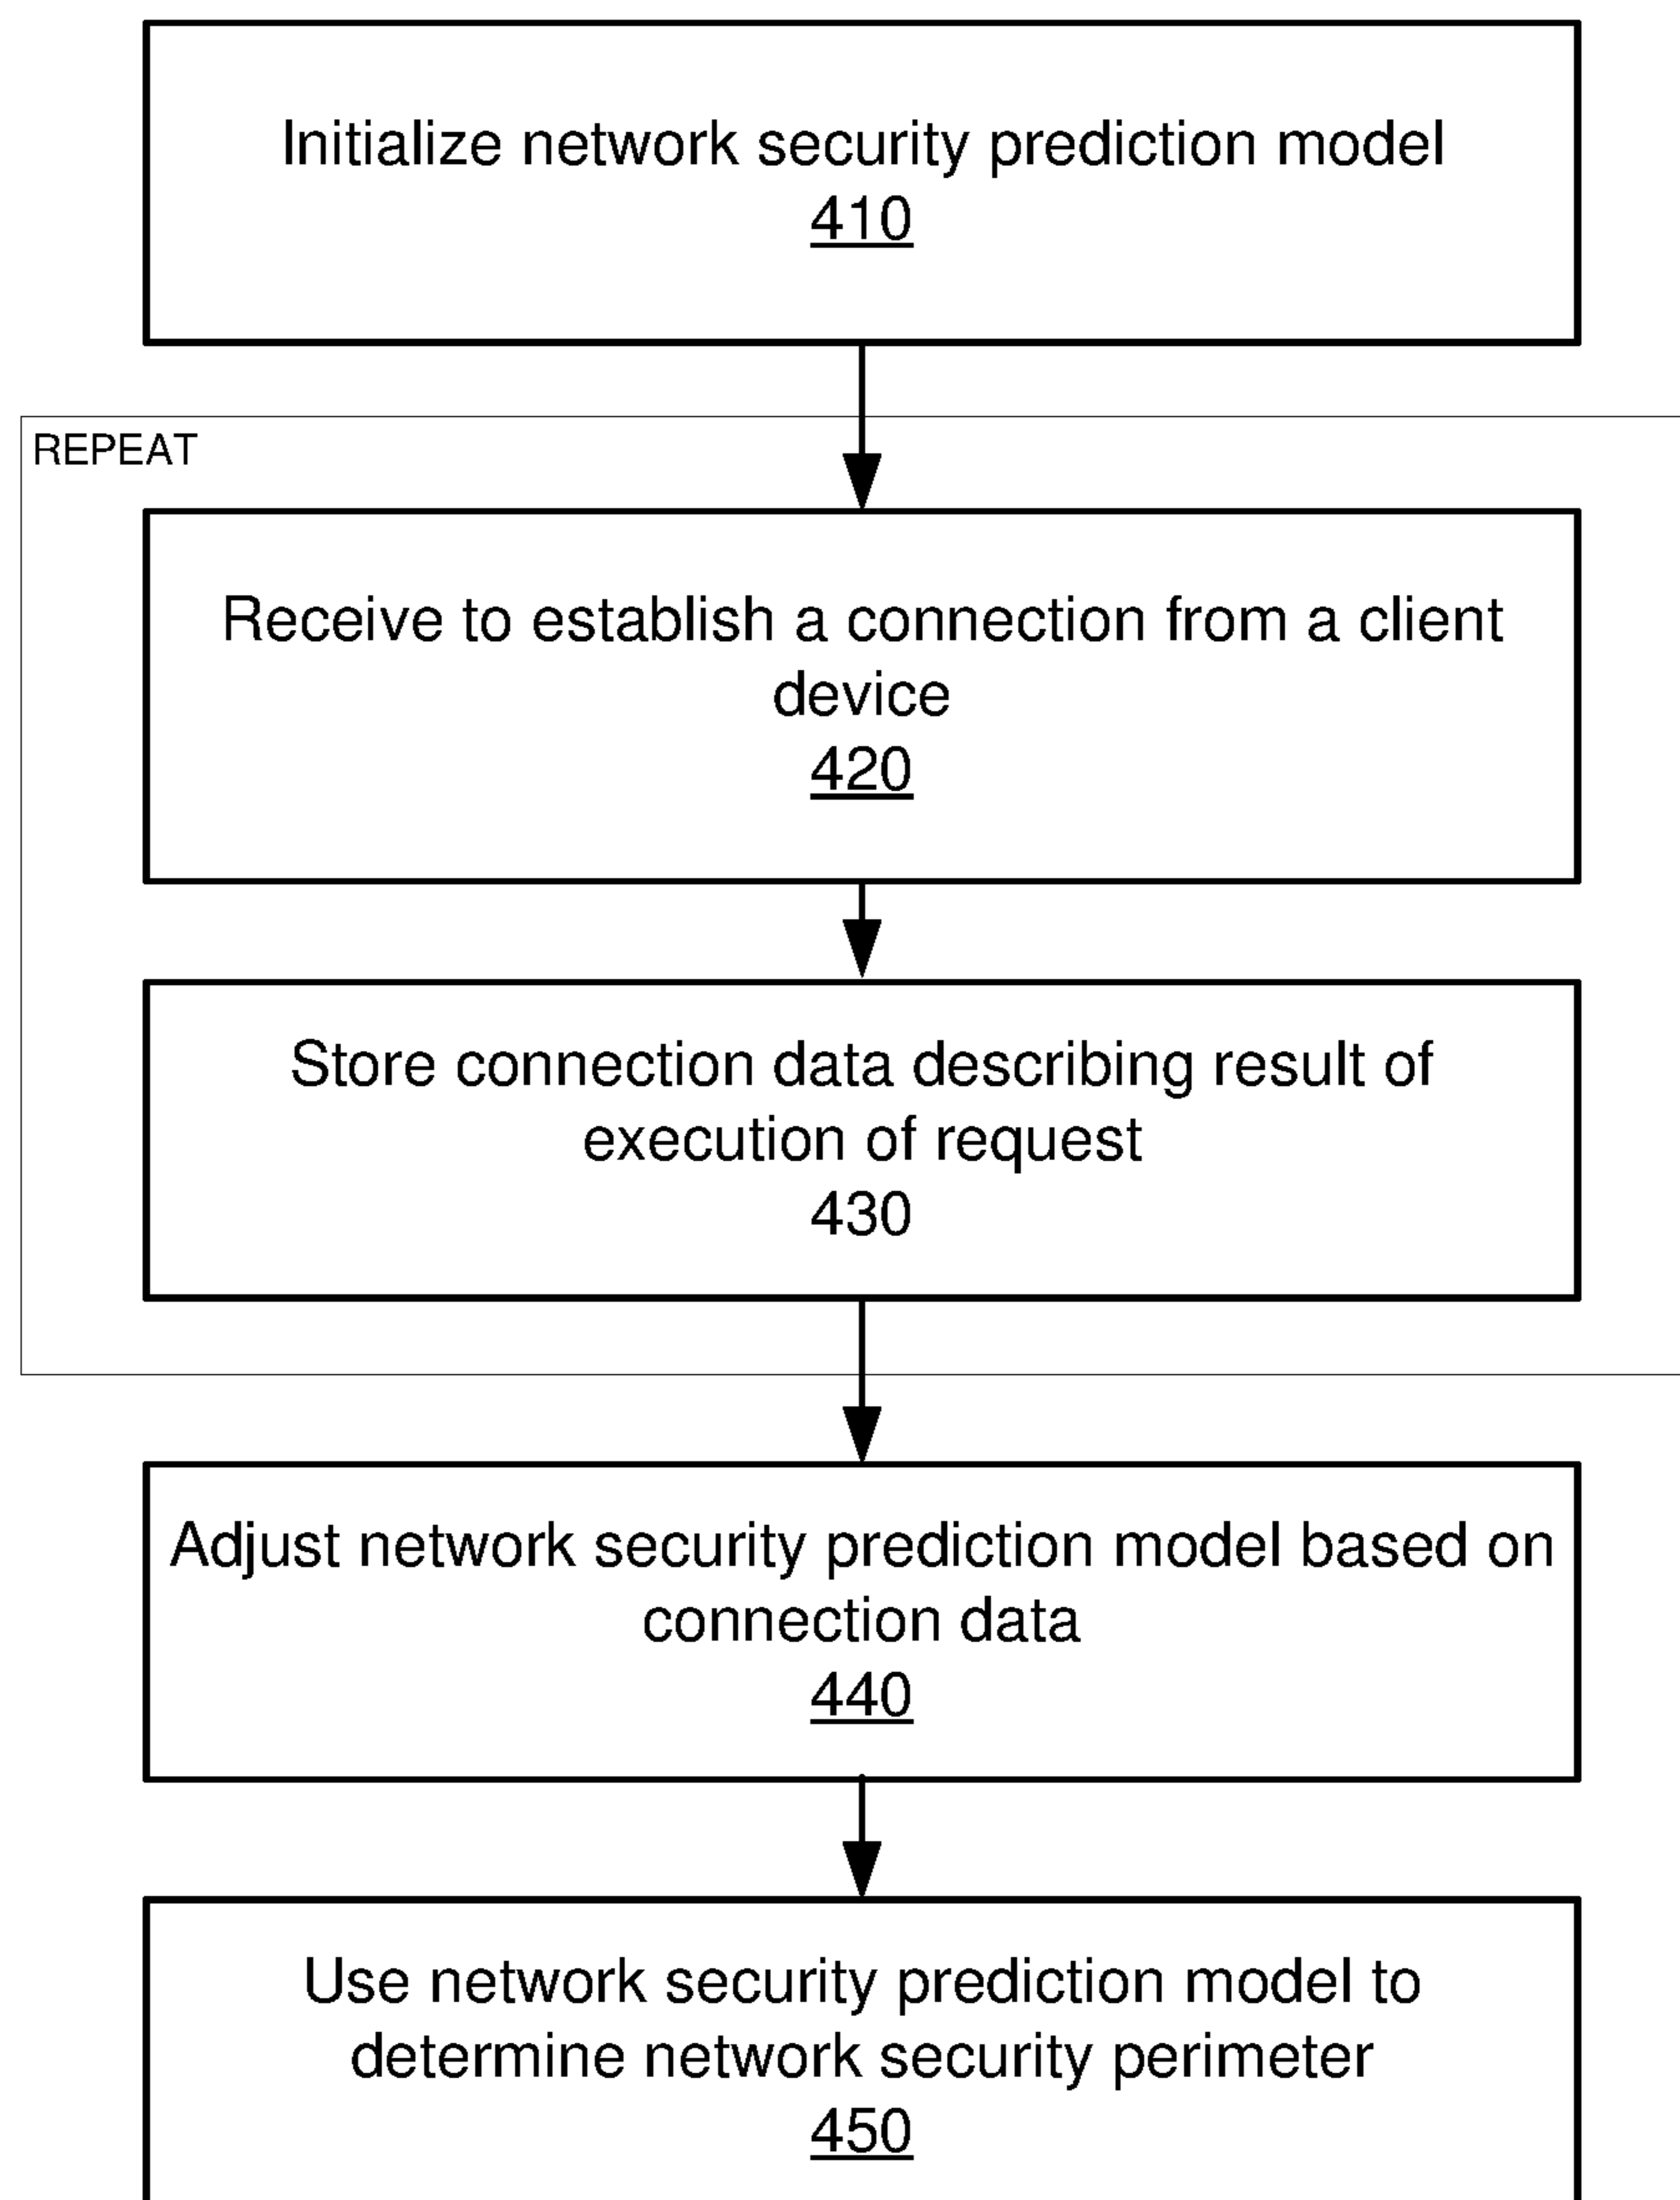 Initialize network security prediction model
410
REPEAT
Receive to establish a connection from a client
device
420
Store connection data describing result of
execution of request
430
Adjust network security prediction model based on
connection data
440
Use network security prediction model to
determine network security perimeter
450